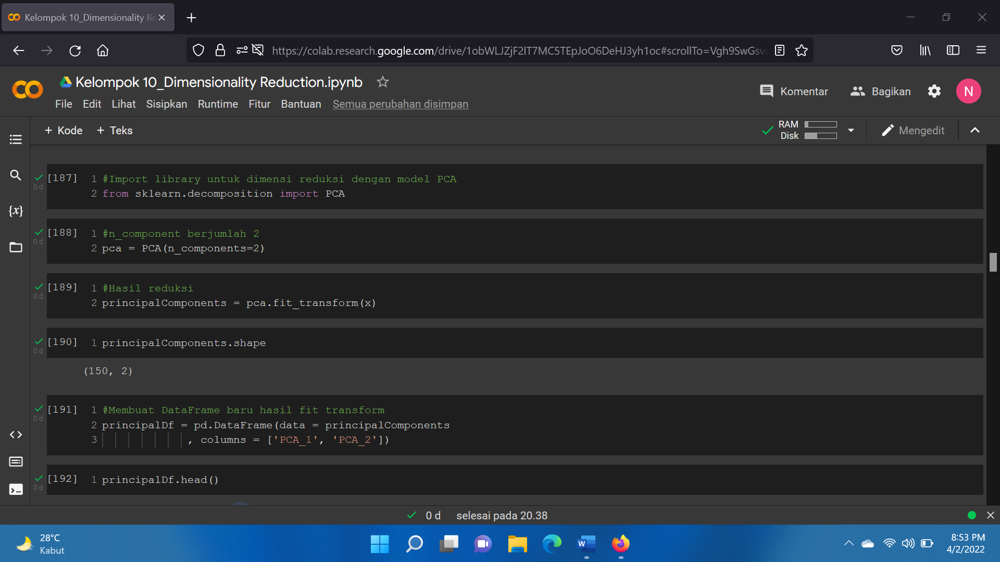 Kelompok 10_Dimensionality Re
https://colab.research.google.com/drive/1obWLJZjF2lT7MC5TEpJoO6DeHJ3yh1oc#scrollTo=Vgh9SwGsv
Kelompok 10_Dimensionality Reduction.ipynb
Komentar
Bagikan
N
File Edit Lihat Sisipkan Runtime Fitur Bantuan Semua perubahan disimpan
+ Kode + Teks
RAM
Disk
Mengedit
{x}
[187] 1 #Import library untuk dimensi reduksi dengan model PCA
0 d
2 from sklearn.decomposition import PCA
[188] 1 #n_component berjumlah 2
0 d
2 pca = PCA(n_components=2)
[189] 1 #Hasil reduksi
0 d
2 principalComponents = pca.fit_transform(x)
[190] 1 principalComponents.shape
0 d
(150, 2)
[191] 1 #Membuat DataFrame baru hasil fit transform
0 d
2 principalDf = pd.DataFrame(data = principalComponents
3 , columns = ['PCA_1', 'PCA_2'])
[192] 1 principalDf.head()
0 d
0 d selesai pada 20.38
28°C
Kabut
W
8:53 PM
4/2/2022